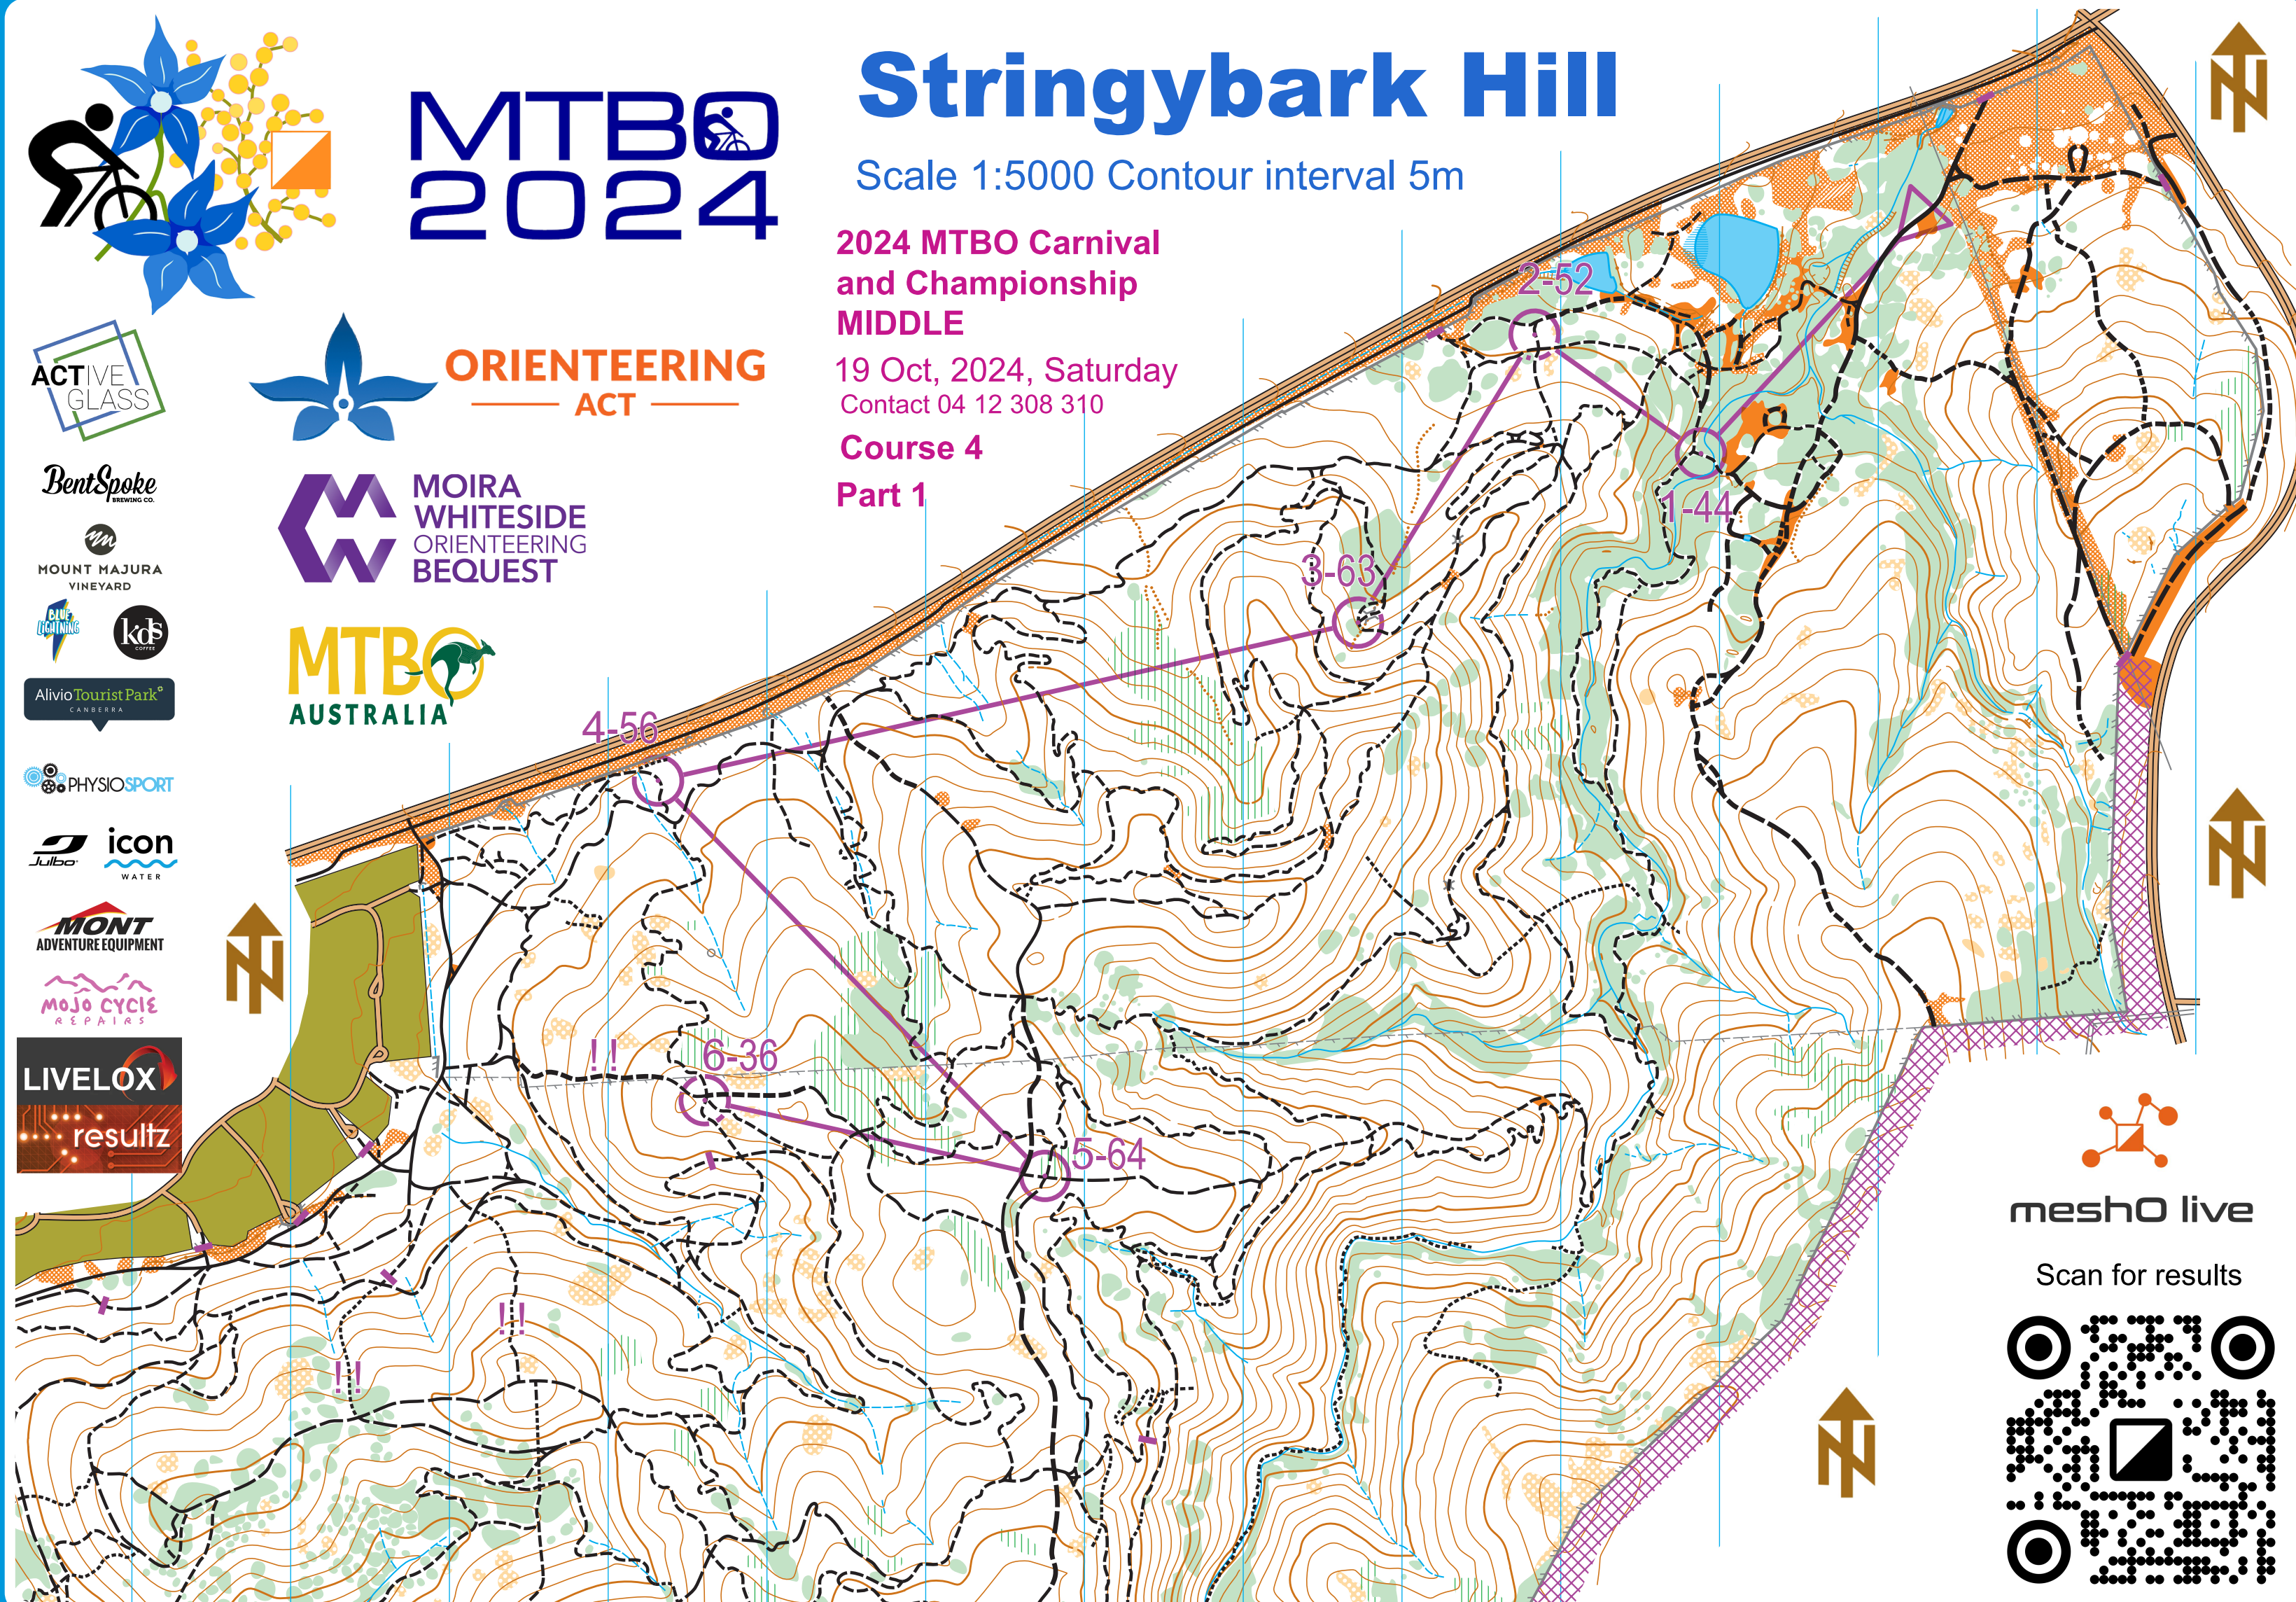 MTBO
2024
Stringybark Hill
Scale 1:5000 Contour interval 5m
2024 MTBO Carnival
and Championship
MIDDLE
19 Oct, 2024, Saturday
Contact 04 12 308 310
Course 4
Part 1
ACTIVE
GLASS
ORIENTEERING
ACT
BentSpoke
BREWING CO.
MOIRA
WHITESIDE
ORIENTEERING
BEQUEST
MOUNT MAJURA
VINEYARD
BLUE
LIGHTNING
kds
COFFEE
MTBO
AUSTRALIA
Alivio Tourist Park
CANBERRA
PHYSIOSPORT
Julbo
icon
WATER
MONT
ADVENTURE EQUIPMENT
MOJO CYCLE
REPAIRS
LIVELOX
resultz
N
N
N
N
2-52
1-44
3-63
4-56
!!
6-36
5-64
!!
!!
meshO live
Scan for results